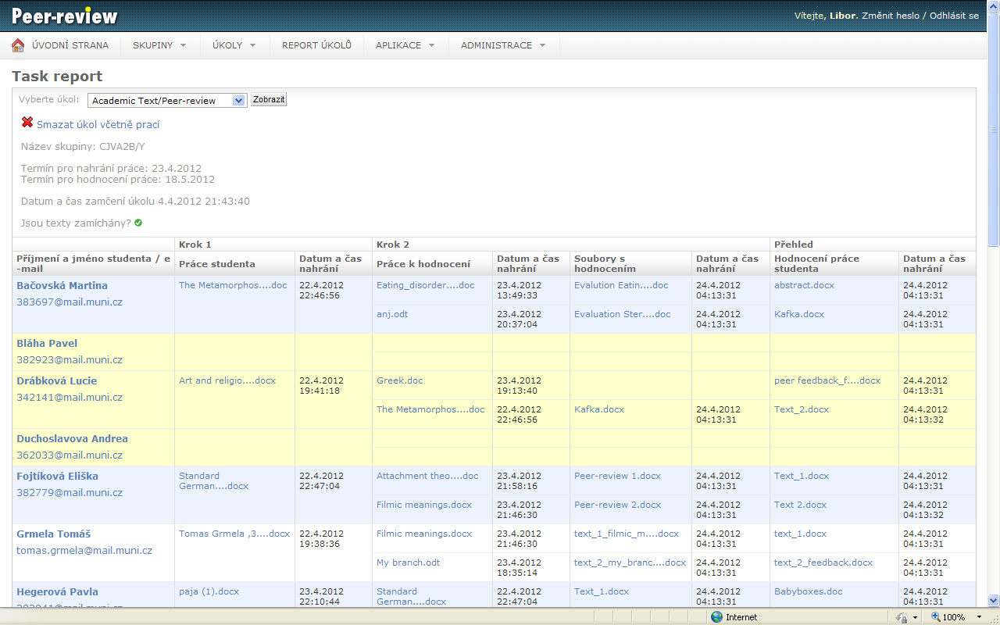 Peer-review
Vítejte, Libor. Změnit heslo / Odhlásit se
ÚVODNÍ STRANA SKUPINY ÚKOLY REPORT ÚKOLŮ APLIKACE ADMINISTRACE
Task report
Vyberte úkol: Academic Text/Peer-review Zobrazit
Smazat úkol včetně prací
Název skupiny: CJVA2B/Y
Termín pro nahrání práce: 23.4.2012
Termín pro hodnocení práce: 18.5.2012
Datum a čas zamčení úkolu 4.4.2012 21:43:40
Jsou texty zamíchány?
Krok 1 Krok 2 Přehled
Příjmení a jméno studenta / e
-mail
Práce studenta
Datum a čas
nahrání
Práce k hodnocení
Datum a čas
nahrání
Soubory s
hodnocením
Datum a čas
nahrání
Hodnocení práce
studenta
Datum a čas
nahrání
Bačovská Martina
383697@mail.muni.cz
The Metamorphos....doc
22.4.2012
22:46:56
Eating_disorder....doc
23.4.2012
13:49:33
Evalution Eatin....doc
24.4.2012
04:13:31
abstract.docx
24.4.2012
04:13:31
anj.odt
23.4.2012
20:37:04
Evaluation Ster....doc
24.4.2012
04:13:31
Kafka.docx
24.4.2012
04:13:31
Bláha Pavel
382923@mail.muni.cz
Drábková Lucie
342141@mail.muni.cz
Art and religio....docx
22.4.2012
19:41:18
Greek.doc
23.4.2012
19:13:40
peer feedback_f....docx
24.4.2012
04:13:31
The Metamorphos....doc
22.4.2012
22:46:56
Kafka.docx
24.4.2012
04:13:31
Text_2.docx
24.4.2012
04:13:32
Duchoslavova Andrea
362033@mail.muni.cz
Fojtíková Eliška
382779@mail.muni.cz
Standard
German....docx
22.4.2012
22:47:04
Attachment theo....doc
23.4.2012
21:58:16
Peer-review 1.docx
24.4.2012
04:13:31
Text_1.docx
24.4.2012
04:13:31
Filmic meanings.docx
23.4.2012
21:46:30
Peer-review 2.docx
24.4.2012
04:13:31
Text 2.docx
24.4.2012
04:13:32
Grmela Tomáš
tomas.grmela@mail.muni.cz
Tomas Grmela ,3....docx
22.4.2012
19:38:36
Filmic meanings.docx
23.4.2012
21:46:30
text_1_filmic_m....docx
24.4.2012
04:13:31
text_1.docx
24.4.2012
04:13:31
My branch.odt
23.4.2012
18:35:14
text_2_my_branc....docx
24.4.2012
04:13:31
text_2_feedback.docx
24.4.2012
04:13:31
Hegerová Pavla
paja (1).docx
23.4.2012
22:10:44
Standard
German....docx
22.4.2012
22:47:04
Text_1.docx
24.4.2012
04:13:31
Babyboxes.doc
24.4.2012
04:13:31
Internet 100%